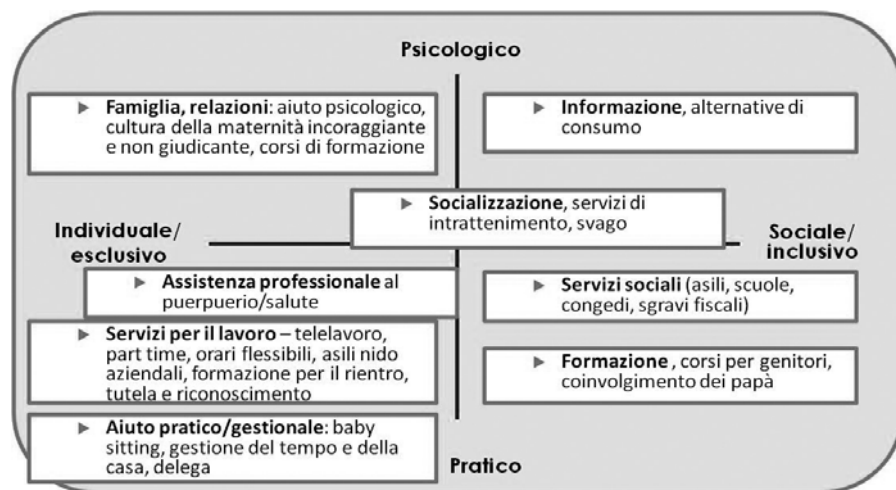 Psicologico
▶ Famiglia, relazioni: aiuto psicologico,
cultura della maternità incoraggiante
e non giudicante, corsi di formazione
▶ Informazione, alternative di
consumo
▶ Socializzazione, servizi di
intrattenimento, svago
Individuale/
esclusivo
Sociale/
inclusivo
▶ Assistenza professionale al
puerpuerio/salute
▶ Servizi sociali (asili, scuole,
congedi, sgravi fiscali)
▶ Servizi per il lavoro – telelavoro,
part time, orari flessibili, asili nido
aziendali, formazione per il rientro,
tutela e riconoscimento
▶ Formazione , corsi per genitori,
coinvolgimento dei papà
▶ Aiuto pratico/gestionale: baby
sitting, gestione del tempo e della
casa, delega
Pratico